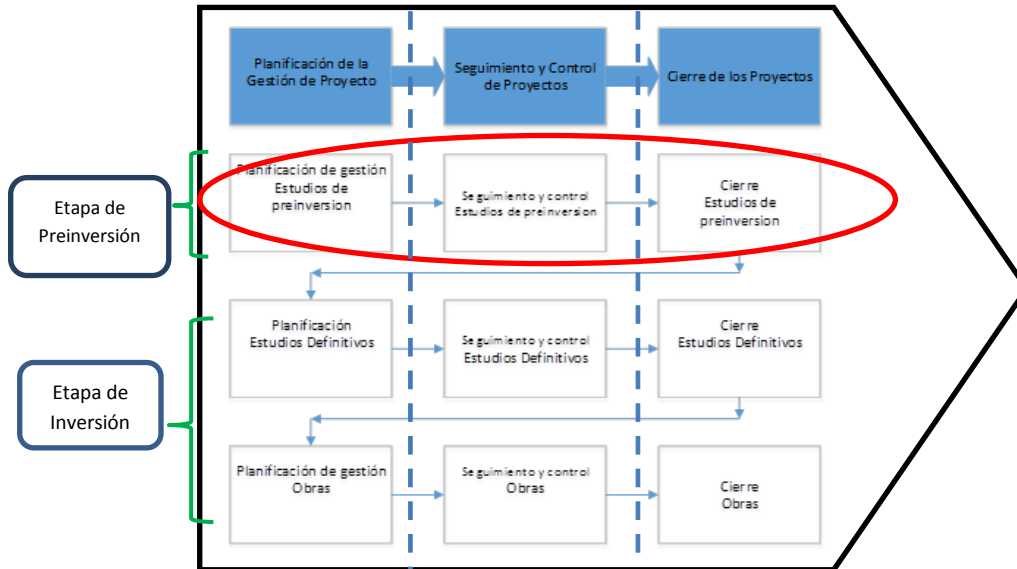 Planificación de la
Gestión de Proyecto
Seguimiento y Control
de Proyectos
Cierre de los Proyectos
Etapa de
Preinversión
Planificación de gestión
Estudios de
preinversion
Seguimiento y control
Estudios de preinversion
Cierre
Estudios de
preinversion
Etapa de
Inversión
Planificación
Estudios Definitivos
Seguimiento y control
Estudios Definitivos
Cierre
Estudios Definitivos
Planificación de gestión
Obras
Seguimiento y control
Obras
Cierre
Obras